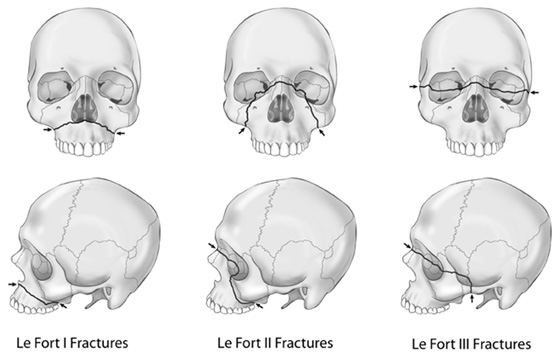 Le Fort I Fractures
Le Fort II Fractures
Le Fort III Fractures